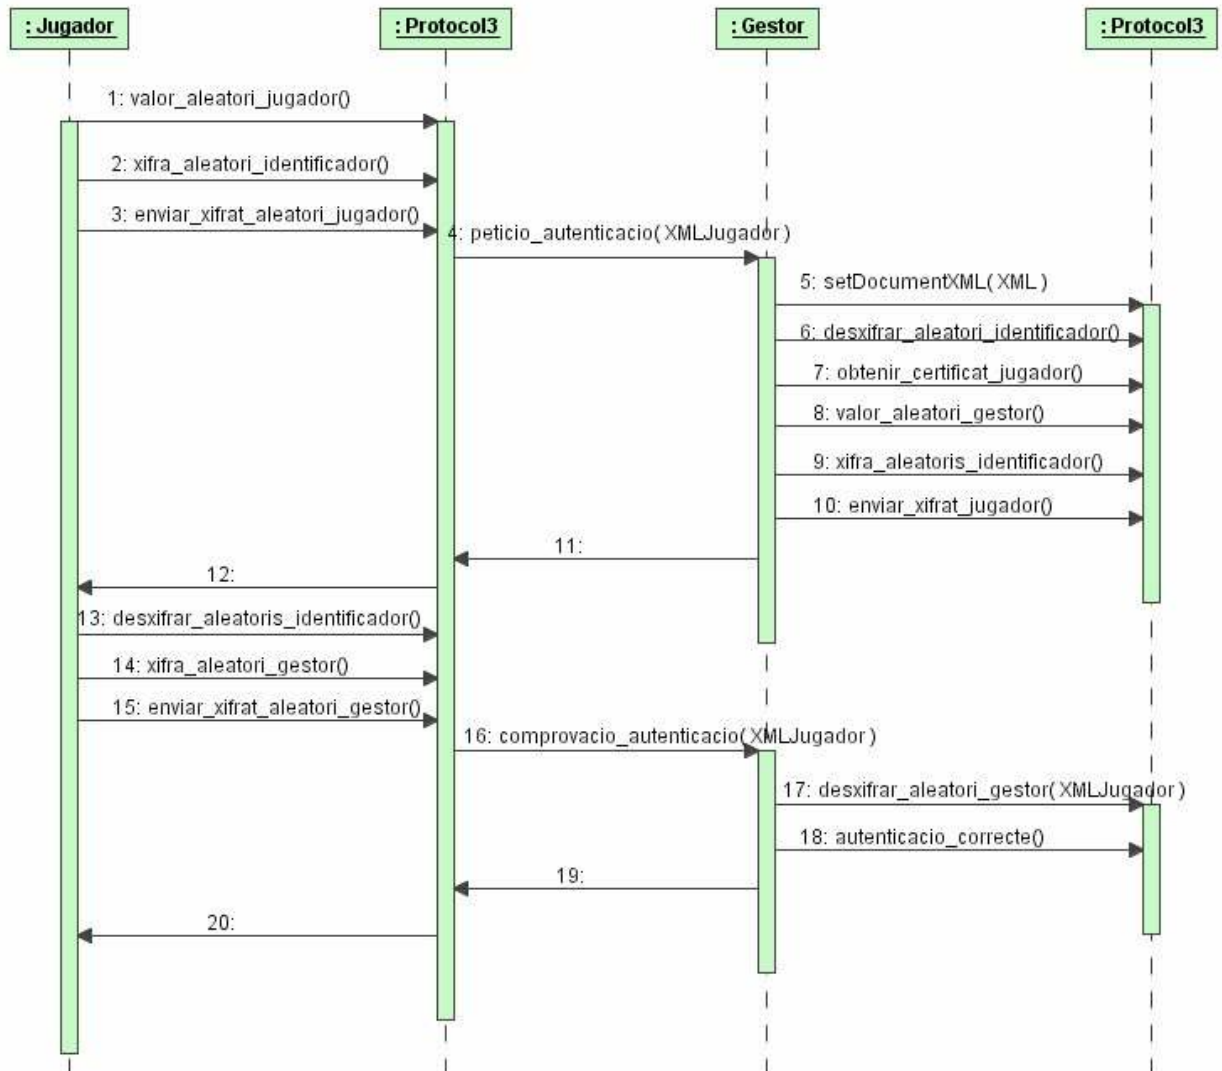 : Jugador
: Protocol3
: Gestor
: Protocol3
1: valor_aleatori_jugador()
2: xifra_aleatori_identificador()
3: enviar_xifrat_aleatori_jugador()
4: peticio_autenticacio(XMLJugador)
5: setDocumentXML(XML)
6: desxifrar_aleatori_identificador()
7: obtenir_certificat_jugador()
8: valor_aleatori_gestor()
9: xifra_aleatoris_identificador()
10: enviar_xifrat_jugador()
11:
12:
13: desxifrar_aleatoris_identificador()
14: xifra_aleatori_gestor()
15: enviar_xifrat_aleatori_gestor()
16: comprovacio_autenticacio(XMLJugador)
17: desxifrar_aleatori_gestor(XMLJugador)
18: autenticacio_correcte()
19:
20: